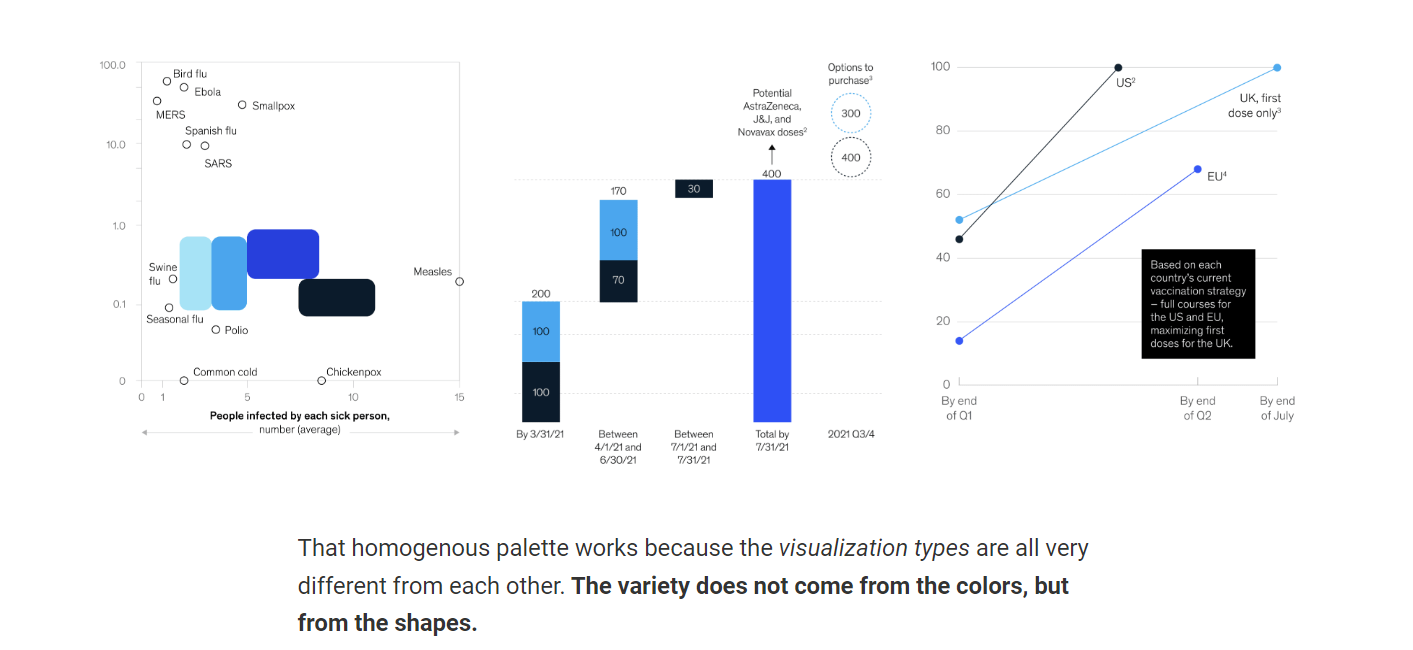 100.0
Bird flu
Ebola
MERS
Smallpox
Spanish flu
10.0
SARS
1.0
Swine
flu
Measles
0.1
Seasonal flu
Polio
Common cold
Chickenpox
0
0 1 5 10 15
People infected by each sick person,
number (average)
Options to
purchase³
300
400
Potential
AstraZeneca,
J&J, and
Novavax doses²
400
30
170
100
70
200
100
100
By 3/31/21
Between
4/1/21 and
6/30/21
Between
7/1/21 and
7/31/21
Total by
7/31/21
2021 Q3/4
100
US²
UK, first
dose only³
80
EU⁴
60
40
20
0
Based on each
country's current
vaccination strategy
– full courses for
the US and EU,
maximizing first
doses for the UK.
By end
of Q1
By end
of Q2
By end
of July
That homogenous palette works because the visualization types are all very
different from each other. The variety does not come from the colors, but
from the shapes.